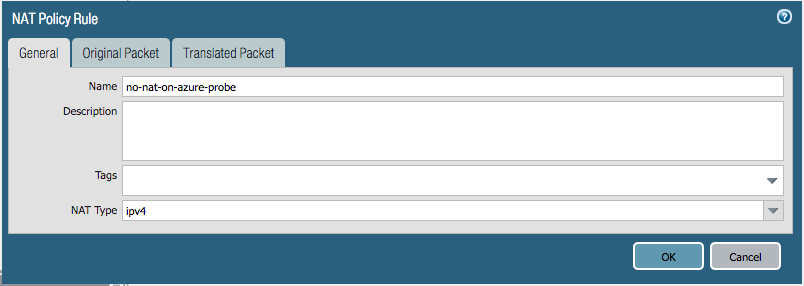 NAT Policy Rule
General Original Packet Translated Packet
Name no-nat-on-azure-probe
Description
Tags
NAT Type ipv4
OK Cancel